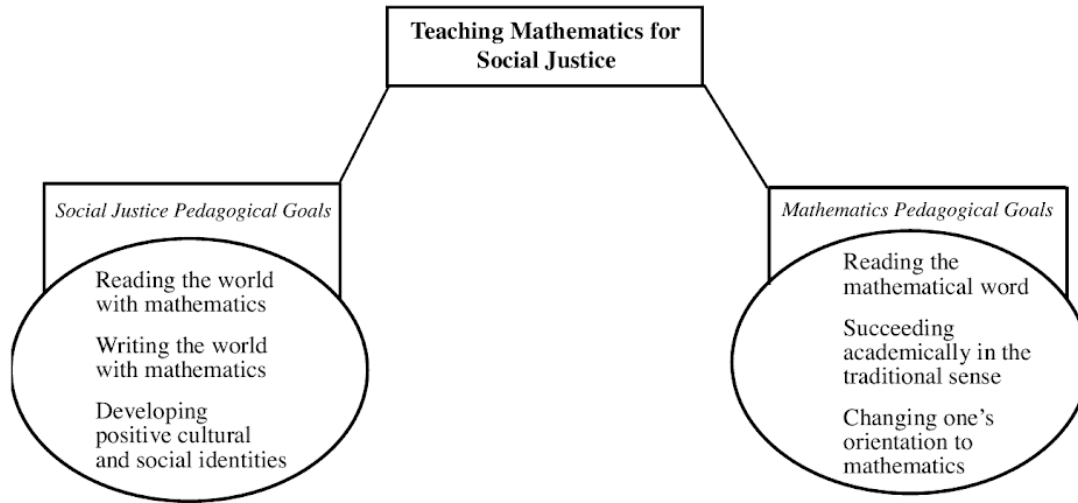 Teaching Mathematics for
Social Justice
Social Justice Pedagogical Goals
Reading the world
with mathematics
Writing the world
with mathematics
Developing
positive cultural
and social identities
Mathematics Pedagogical Goals
Reading the
mathematical word
Succeeding
academically in the
traditional sense
Changing one’s
orientation to
mathematics